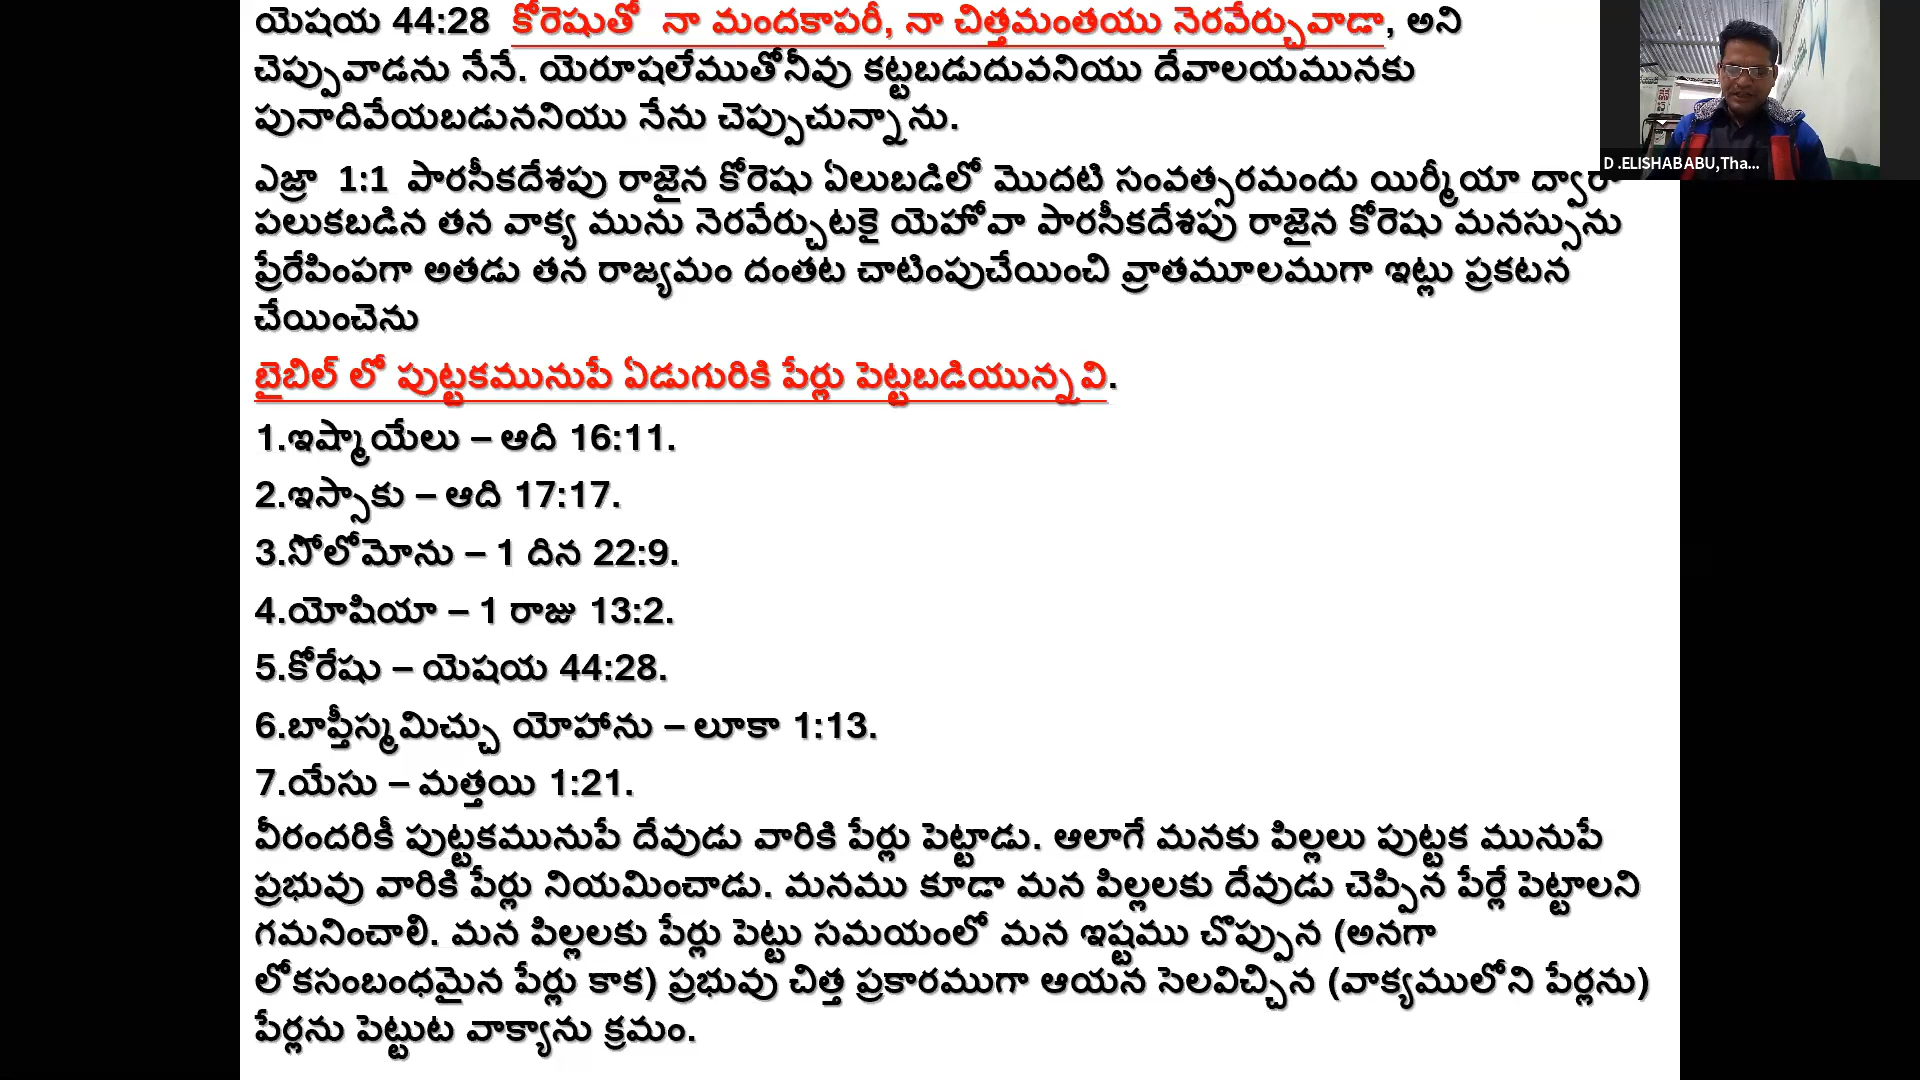 యెషయ 44:28 కోరెషుతో నా మందకాపరీ, నా చిత్తమంతయు నెరవేర్చువాడా, అని
చెప్పువాడను నేనే. యెరూషలేముతోనీవు కట్టబడుదువనియు దేవాలయమునకు
పునాదివేయబడుననియు నేను చెప్పుచున్నాను.
ఎజ్రా 1:1 పారసీకదేశపు రాజైన కోరెషు ఏలుబడిలో మొదటి సంవత్సరమందు యిర్మీయా ద్వారా
పలుకబడిన తన వాక్య మును నెరవేర్చుటకై యెహోవా పారసీకదేశపు రాజైన కోరెషు మనస్సును
ప్రేరేపింపగా అతడు తన రాజ్యమం దంతట చాటింపుచేయించి వ్రాతమూలముగా ఇట్లు ప్రకటన
చేయించెను
బైబిల్ లో పుట్టకమునుపే ఏడుగురికి పేర్లు పెట్టబడియున్నవి.
1.ఇష్మాయేలు – ఆది 16:11.
2.ఇస్సాకు – ఆది 17:17.
3.సోలోమోను – 1 దిన 22:9.
4.యోషియా – 1 రాజు 13:2.
5.కోరేషు – యెషయ 44:28.
6.బాప్తీస్మమిచ్చు యోహాను – లూకా 1:13.
7.యేసు – మత్తయి 1:21.
వీరందరికీ పుట్టకమునుపే దేవుడు వారికి పేర్లు పెట్టాడు. ఆలాగే మనకు పిల్లలు పుట్టక మునుపే
ప్రభువు వారికి పేర్లు నియమించాడు. మనము కూడా మన పిల్లలకు దేవుడు చెప్పిన పేర్లే పెట్టాలని
గమనించాలి. మన పిల్లలకు పేర్లు పెట్టు సమయంలో మన ఇష్టము చొప్పున (అనగా
లోకసంబంధమైన పేర్లు కాక) ప్రభువు చిత్త ప్రకారముగా ఆయన సెలవిచ్చిన (వాక్యములోని పేర్లను)
పేర్లను పెట్టుట వాక్యాను క్రమం.
D .ELISHABABU,Tha...